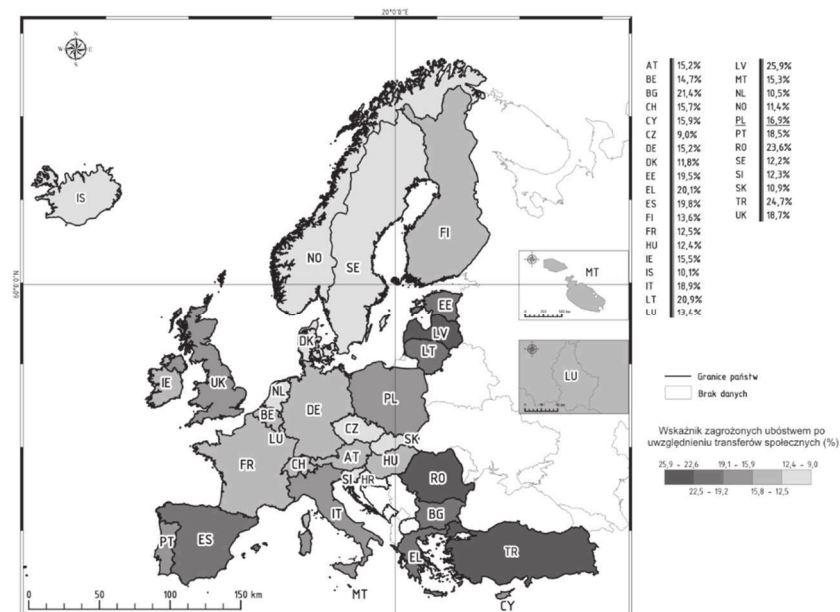 20°0'0"E
N
W E
S
60°0'0"N
IS
NO
SE
FI
DK
EE
LV
LT
IE
UK
NL
BE
LU
DE
PL
CZ
SK
FR
CH
AT
HU
SI
HR
RO
BG
IT
PT
ES
EL
TR
MT
CY
0 50 100 150 km
MT
LU
AT 15,2%
BE 14,7%
BG 21,4%
CH 15,7%
CY 15,9%
CZ 9,0%
DE 15,2%
DK 11,8%
EE 19,5%
EL 20,1%
ES 19,8%
FI 13,6%
FR 12,5%
HU 12,4%
IE 15,5%
IS 10,1%
IT 18,9%
LT 20,9%
LU 13,4%
LV 25,9%
MT 15,3%
NL 10,5%
NO 11,4%
PL 16,9%
PT 18,5%
RO 23,6%
SE 12,2%
SI 12,3%
SK 10,9%
TR 24,7%
UK 18,7%
Granice państw
Brak danych
Wskaźnik zagrożonych ubóstwem po
uwzględnieniu transferów społecznych (%)
25,9 – 22,6 19,1 – 15,9 12,4 – 9,0
22,5 – 19,2 15,8 – 12,5